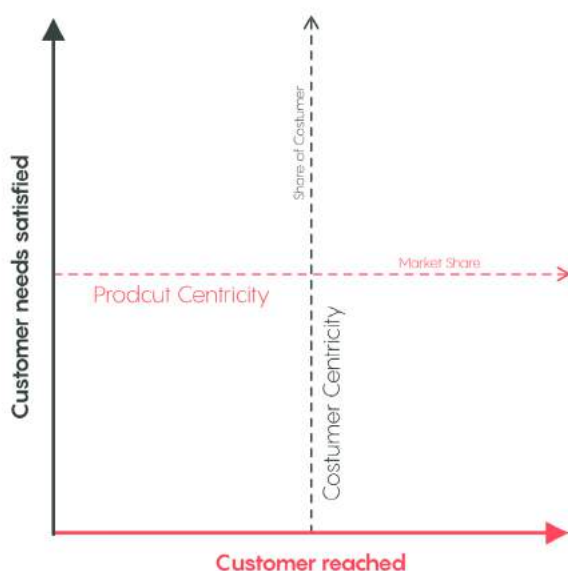 Customer needs satisfied
Share of Costumer
Market Share
Prodcut Centricity
Costumer Centricity
Customer reached